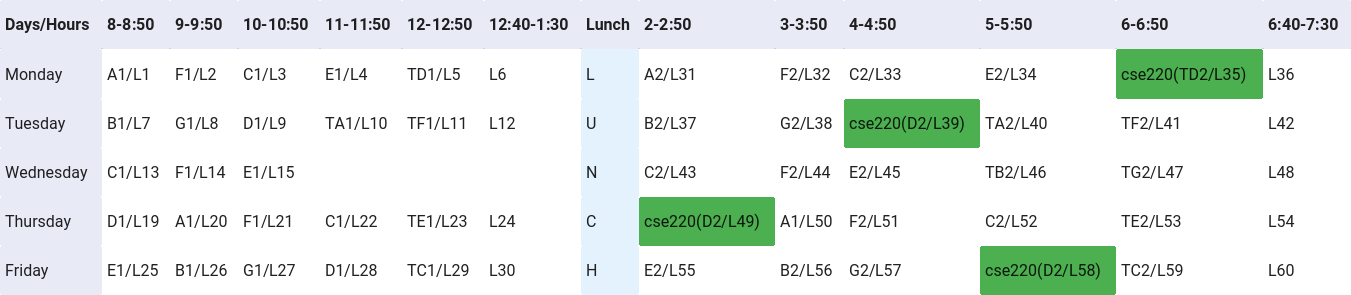 Days/Hours 8-8:50 9-9:50 10-10:50 11-11:50 12-12:50 12:40-1:30 Lunch 2-2:50 3-3:50 4-4:50 5-5:50 6-6:50 6:40-7:30
Monday A1/L1 F1/L2 C1/L3 E1/L4 TD1/L5 L6 L A2/L31 F2/L32 C2/L33 E2/L34 cse220(TD2/L35) L36
Tuesday B1/L7 G1/L8 D1/L9 TA1/L10 TF1/L11 L12 U B2/L37 G2/L38 cse220(D2/L39) TA2/L40 TF2/L41 L42
Wednesday C1/L13 F1/L14 E1/L15 N C2/L43 F2/L44 E2/L45 TB2/L46 TG2/L47 L48
Thursday D1/L19 A1/L20 F1/L21 C1/L22 TE1/L23 L24 C cse220(D2/L49) A1/L50 F2/L51 C2/L52 TE2/L53 L54
Friday E1/L25 B1/L26 G1/L27 D1/L28 TC1/L29 L30 H E2/L55 B2/L56 G2/L57 cse220(D2/L58) TC2/L59 L60